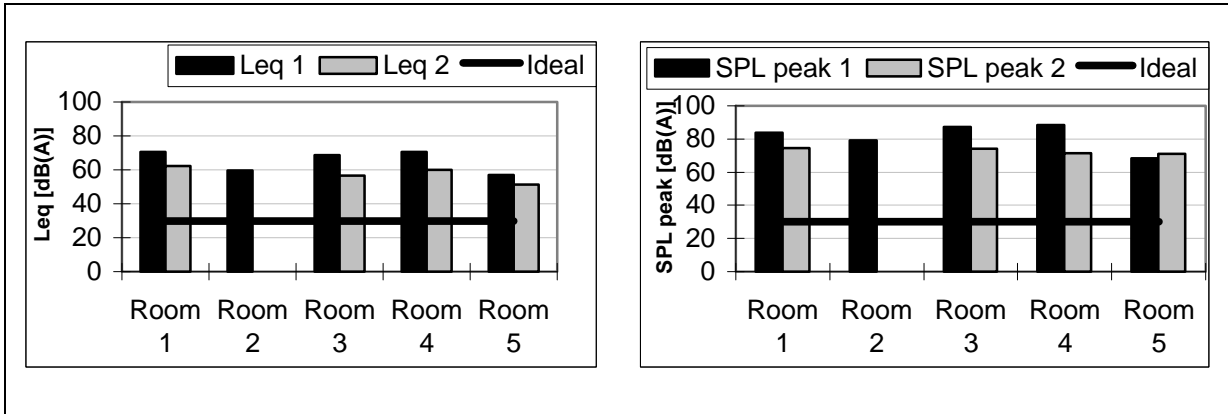 Leq 1 Leq 2 Ideal
Leq [dB(A)]
100
80
60
40
20
0
Room 1
Room 2
Room 3
Room 4
Room 5
SPL peak 1 SPL peak 2 Ideal
SPL peak [dB(A)]
100
80
60
40
20
0
Room 1
Room 2
Room 3
Room 4
Room 5